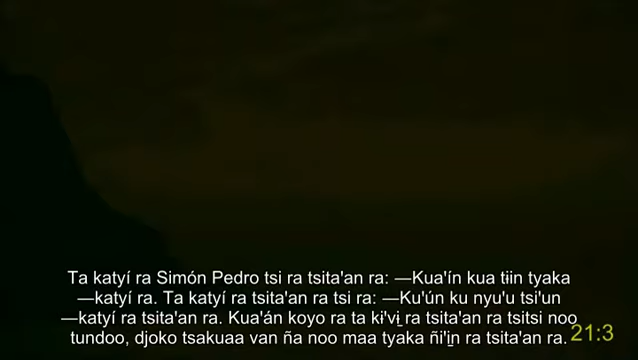 Ta katyí ra Simón Pedro tsi ra tsita'an ra: —Kua'ín kua tɨin tyaka
—katyí ra. Ta katyí ra tsita'an ra tsi ra: —Ku'ún ku nyu'u tsi'un
—katyí ra tsita'an ra. Kua'án koyo ra ta kɨ'vɨ̱ ra tsita'an ra tsitsi noo
tundoo, djoko tsakuaa van ña noo maa tyaka ñi'i̱n ra tsita'an ra.
21:3